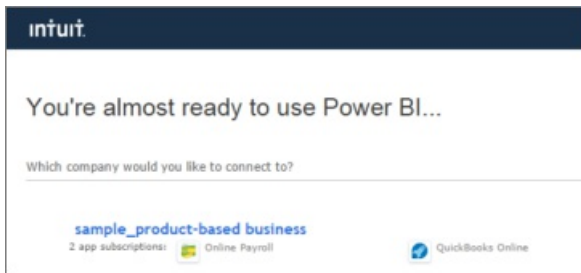 intuit.
You're almost ready to use Power BI...
Which company would you like to connect to?
sample_product-based business
2 app subscriptions: Online Payroll QuickBooks Online